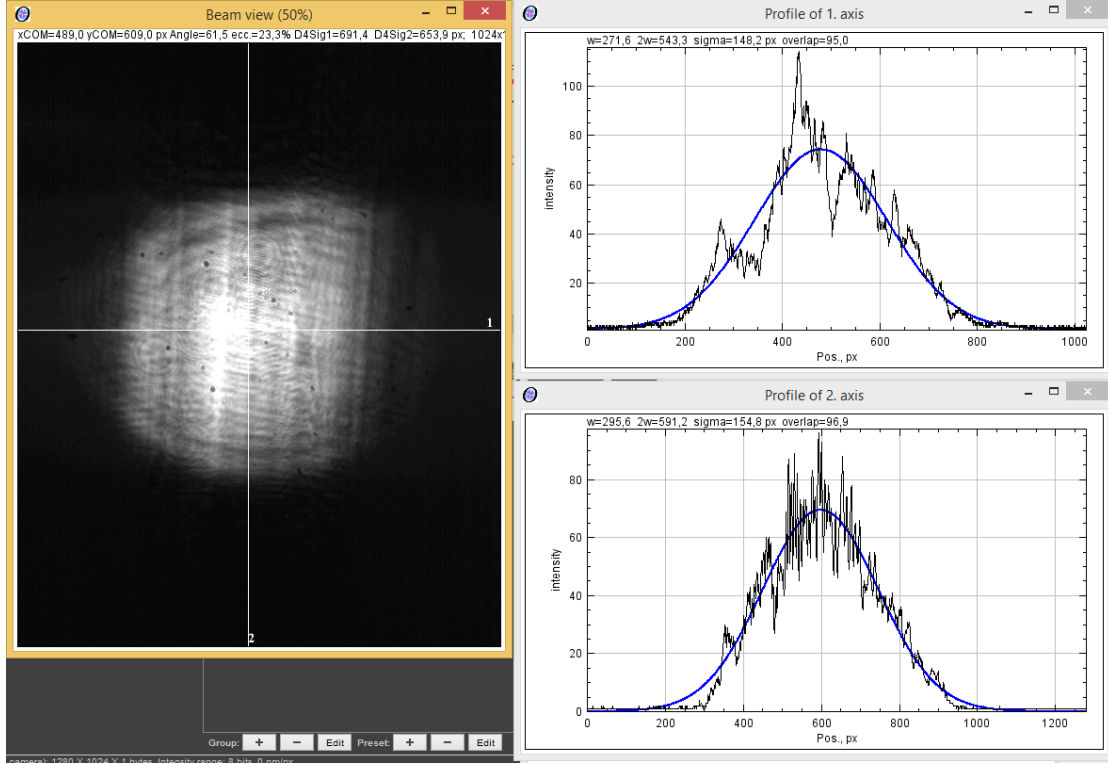 Beam view (50%)
xCOM=489,0 yCOM=609,0 px Angle=61,5 ecc.=23,3% D4Sig1=691,4 D4Sig2=653,9 px;
1
2
Group: + − Edit Preset: + − Edit
camera): 1280 X 1024 X 1 bytes, Intensity range: 8 bits, 0 nm/px
Profile of 1. axis
w=271,6 2w=543,3 sigma=148,2 px overlap=95,0
intensity
100
80
60
40
20
0 200 400 600 800 1000
Pos., px
Profile of 2. axis
w=295,6 2w=591,2 sigma=154,8 px overlap=96,9
intensity
80
60
40
20
0
0 200 400 600 800 1000 1200
Pos., px